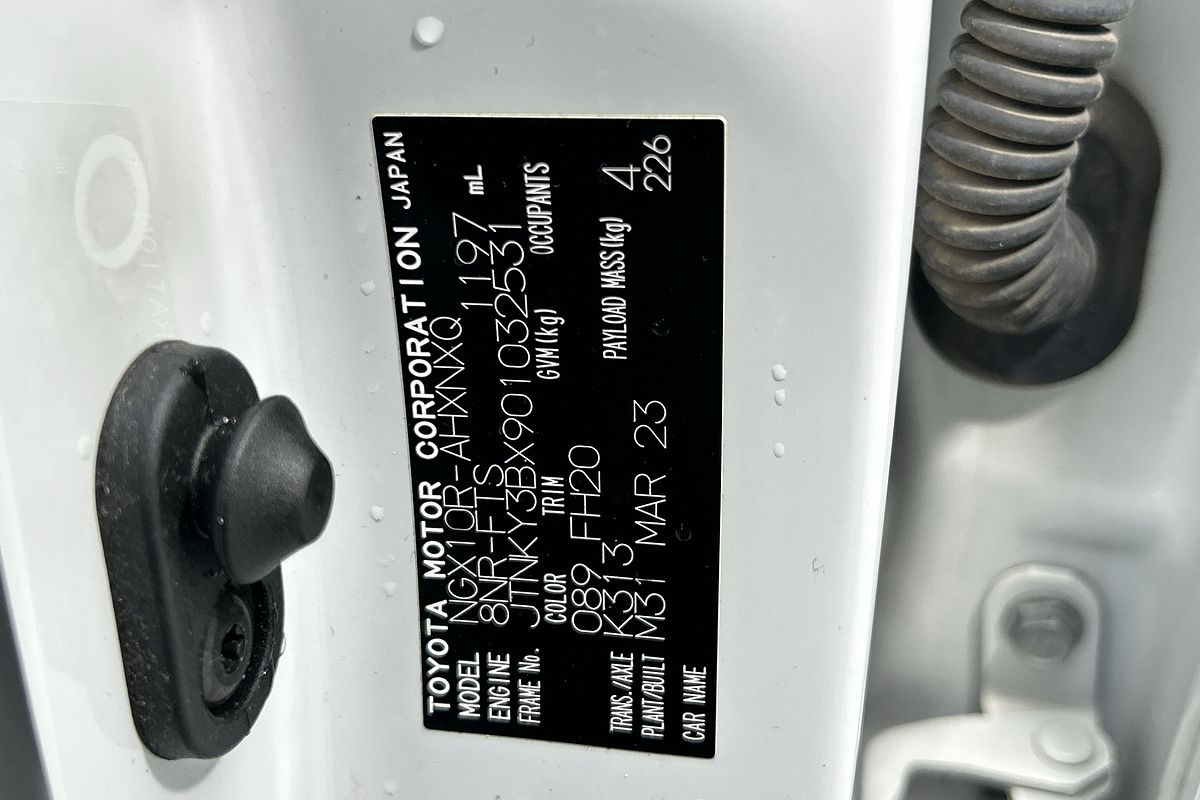 TOYOTA MOTOR CORPORATION JAPAN
MODEL NGX10R-AHXNXQ
ENGINE 8NR-FTS 1197 mL
FRAME No. JTNKY3BX901032531
COLOR TRIM GVM(kg) OCCUPANTS
089 FH20 4
TRANS./AXLE K313 PAYLOAD MASS(kg) 226
PLANT/BUILT M31 MAR 23
CAR NAME